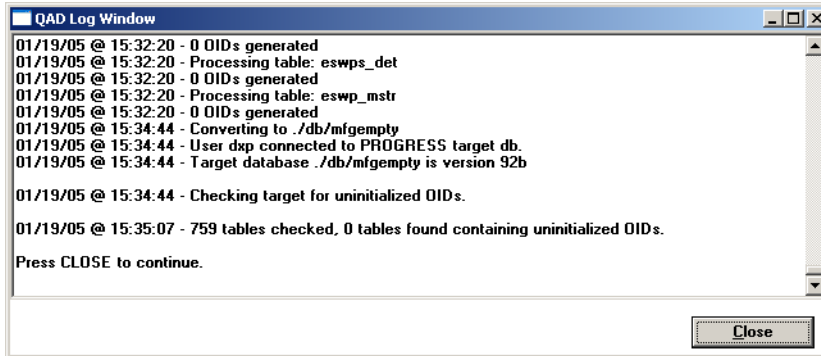 QAD Log Window
01/19/05 @ 15:32:20 - 0 OIDs generated
01/19/05 @ 15:32:20 - Processing table: eswps_det
01/19/05 @ 15:32:20 - 0 OIDs generated
01/19/05 @ 15:32:20 - Processing table: eswp_mstr
01/19/05 @ 15:32:20 - 0 OIDs generated
01/19/05 @ 15:34:44 - Converting to ./db/mfgempty
01/19/05 @ 15:34:44 - User dxp connected to PROGRESS target db.
01/19/05 @ 15:34:44 - Target database ./db/mfgempty is version 92b
01/19/05 @ 15:34:44 - Checking target for uninitialized OIDs.
01/19/05 @ 15:35:07 - 759 tables checked, 0 tables found containing uninitialized OIDs.
Press CLOSE to continue.
Close